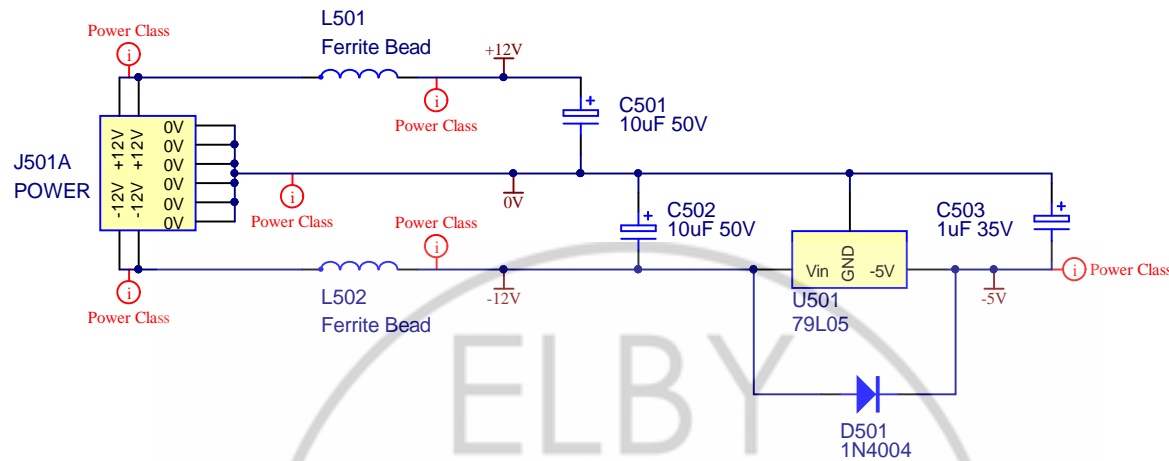 L501
Ferrite Bead
Power Class
i
+12V
i
Power Class
C501
10uF 50V
J501A
POWER
+12V
+12V
-12V
-12V
0V
0V
0V
0V
0V
0V
i
Power Class
0V
i
Power Class
C502
10uF 50V
C503
1uF 35V
Vin
GND
-5V
U501
79L05
-5V
i
Power Class
i
Power Class
L502
Ferrite Bead
-12V
D501
1N4004
ELBY